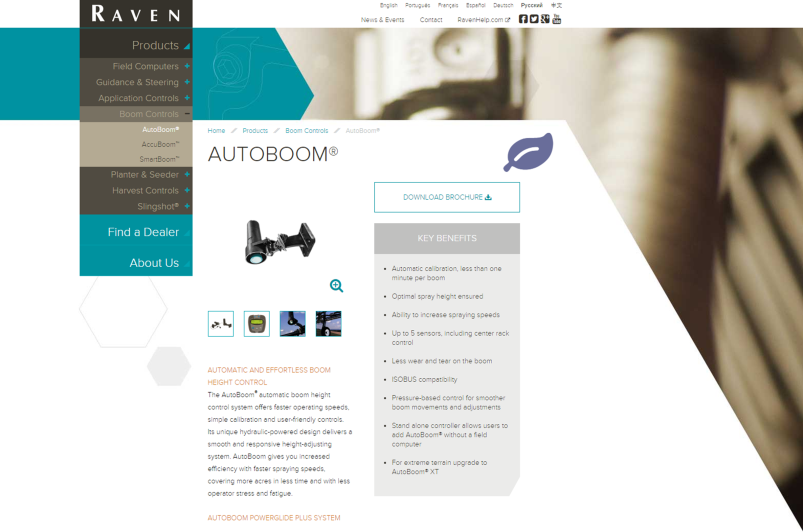 RAVEN
English Português Français Español Deutsch Русский 中文
News & Events Contact RavenHelp.com
Products
Field Computers +
Guidance & Steering +
Application Controls +
Boom Controls −
AutoBoom®
AccuBoom™
SmartBoom™
Planter & Seeder +
Harvest Controls +
Slingshot® +
Find a Dealer
About Us
Home // Products // Boom Controls // AutoBoom®
AUTOBOOM®
DOWNLOAD BROCHURE
KEY BENEFITS
• Automatic calibration, less than one
minute per boom
• Optimal spray height ensured
• Ability to increase spraying speeds
• Up to 5 sensors, including center rack
control
• Less wear and tear on the boom
• ISOBUS compatibility
• Pressure-based control for smoother
boom movements and adjustments
• Stand alone controller allows users to
add AutoBoom® without a field
computer
• For extreme terrain upgrade to
AutoBoom® XT
AUTOMATIC AND EFFORTLESS BOOM
HEIGHT CONTROL
The AutoBoom® automatic boom height
control system offers faster operating speeds,
simple calibration and user-friendly controls.
Its unique hydraulic-powered design delivers a
smooth and responsive height-adjusting
system. AutoBoom gives you increased
efficiency with faster spraying speeds,
covering more acres in less time and with less
operator stress and fatigue.
AUTOBOOM POWERGLIDE PLUS SYSTEM